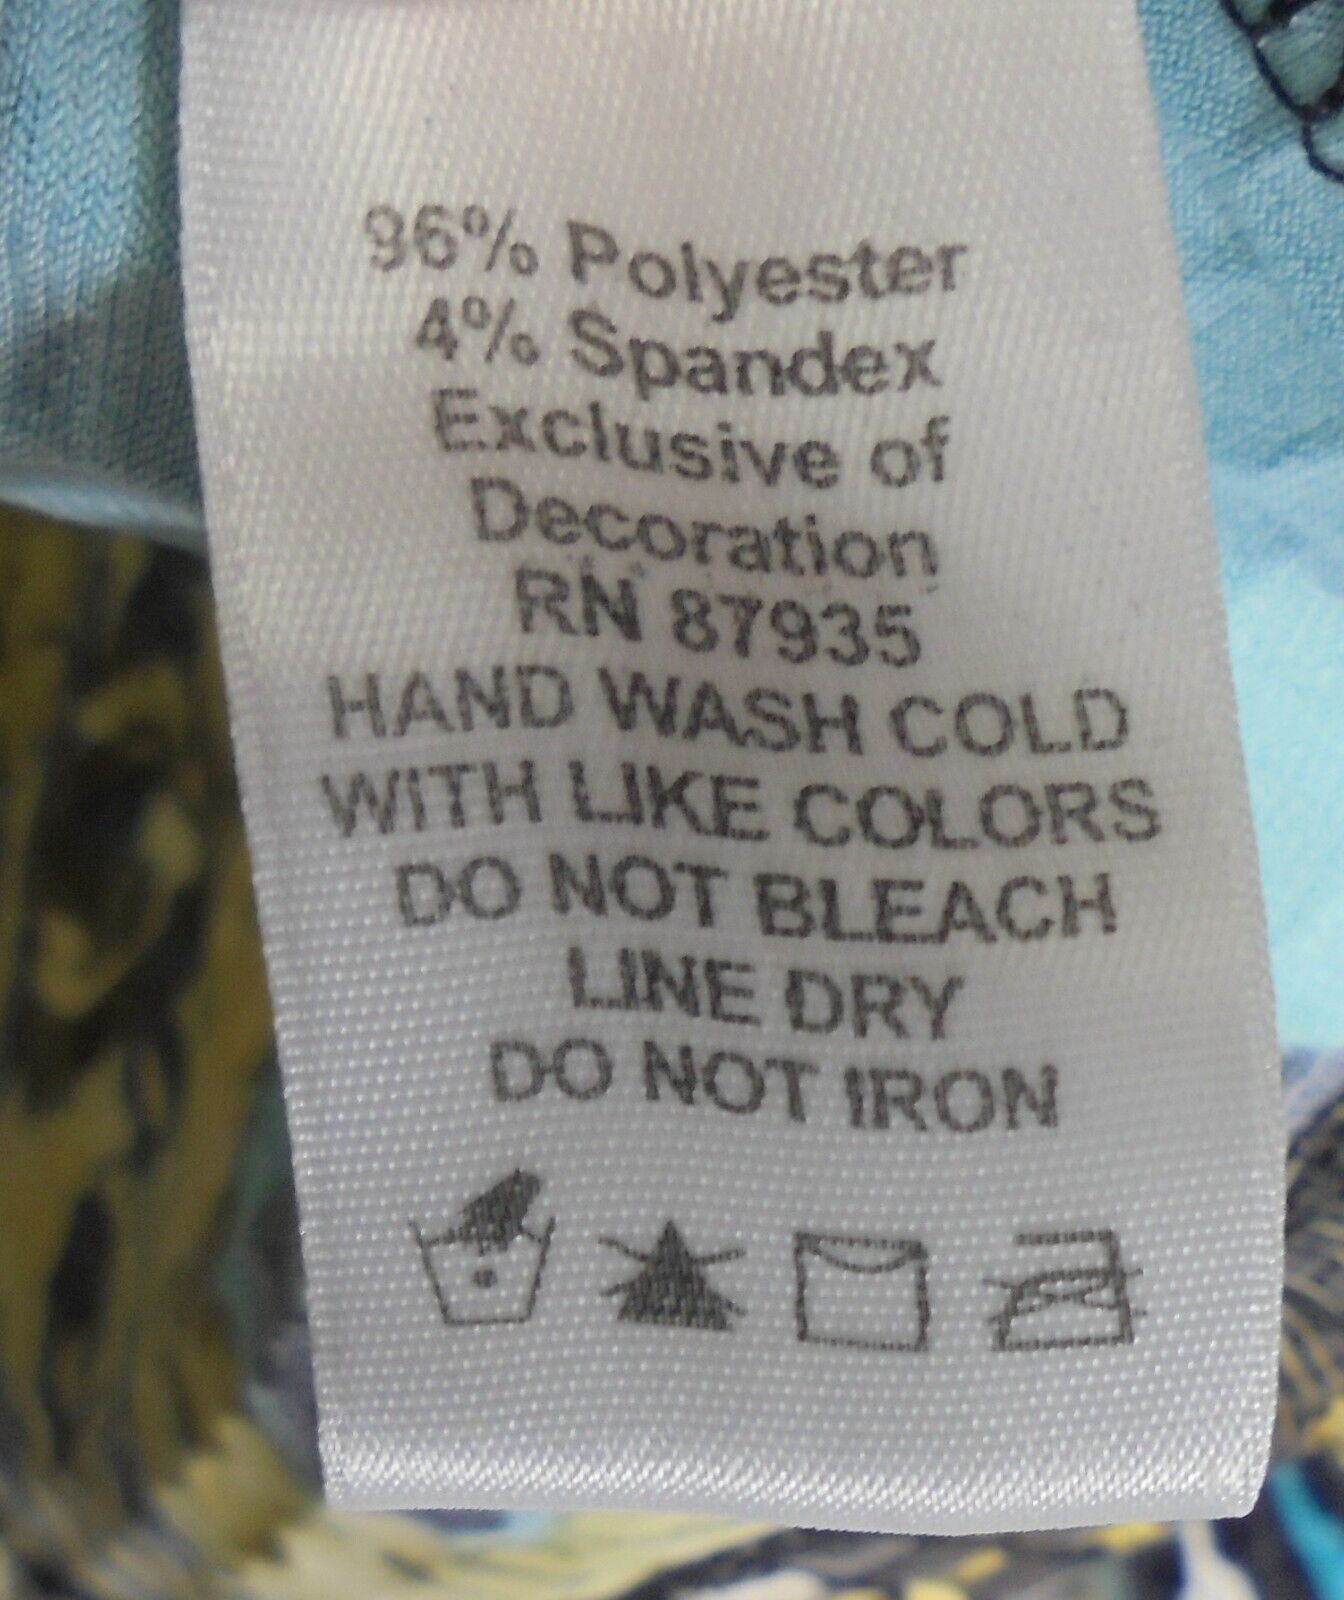 96% Polyester
4% Spandex
Exclusive of
Decoration
RN 87935
HAND WASH COLD
WITH LIKE COLORS
DO NOT BLEACH
LINE DRY
DO NOT IRON